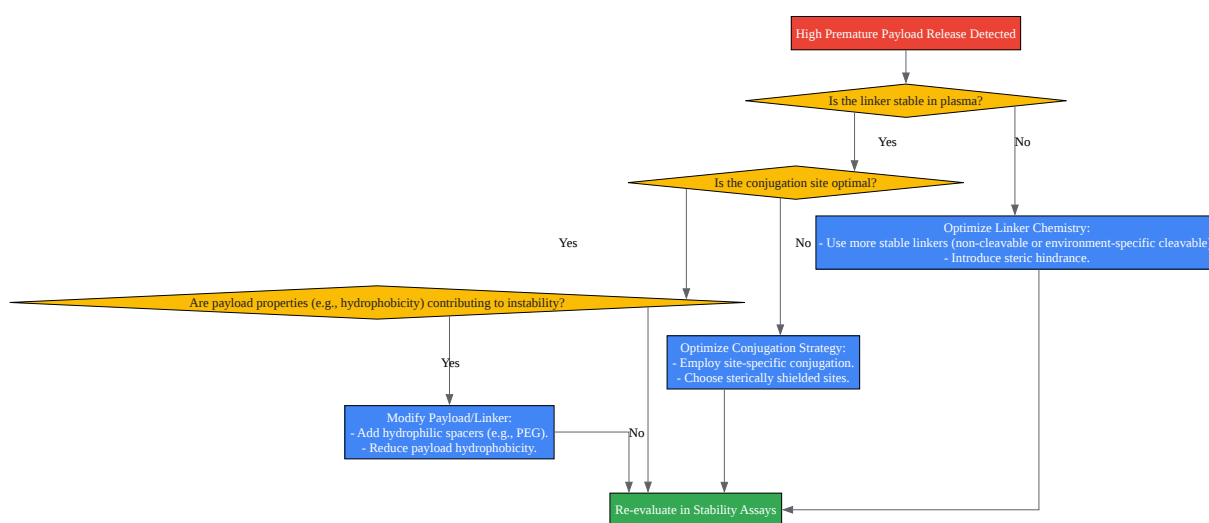 High Premature Payload Release Detected
Is the linker stable in plasma?
Yes
No
Is the conjugation site optimal?
Optimize Linker Chemistry:
- Use more stable linkers (non-cleavable or environment-specific cleavable)
- Introduce steric hindrance.
Yes
No
Are payload properties (e.g., hydrophobicity) contributing to instability?
Optimize Conjugation Strategy:
- Employ site-specific conjugation.
- Choose sterically shielded sites.
Yes
Modify Payload/Linker:
- Add hydrophilic spacers (e.g., PEG).
- Reduce payload hydrophobicity.
No
Re-evaluate in Stability Assays